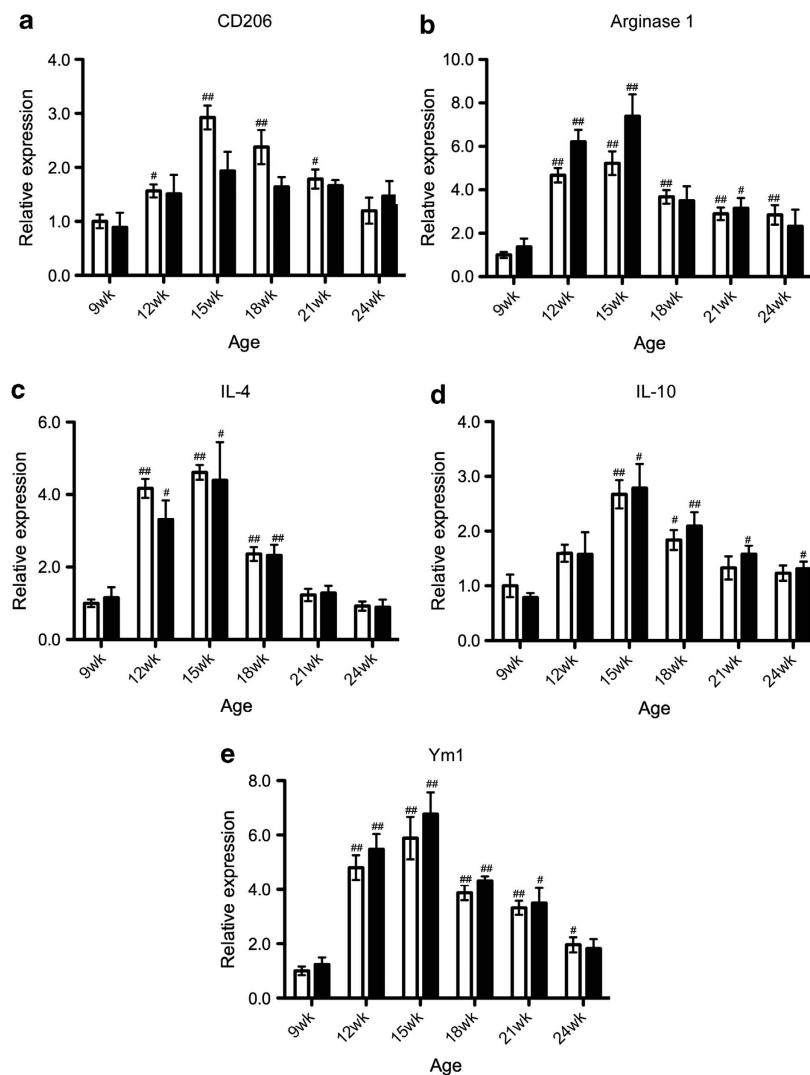 a
CD206
Relative expression
4.0
3.0
2.0
1.0
0.0
#
##
##
#
9wk
12wk
15wk
18wk
21wk
24wk
Age
b
Arginase 1
Relative expression
10.0
8.0
6.0
4.0
2.0
0.0
##
##
##
##
##
##
#
##
9wk
12wk
15wk
18wk
21wk
24wk
Age
c
IL-4
Relative expression
6.0
4.0
2.0
0.0
##
#
##
#
##
##
9wk
12wk
15wk
18wk
21wk
24wk
Age
d
IL-10
Relative expression
4.0
3.0
2.0
1.0
0.0
##
#
#
##
#
#
9wk
12wk
15wk
18wk
21wk
24wk
Age
e
Ym1
Relative expression
8.0
6.0
4.0
2.0
0.0
##
##
##
##
##
##
##
#
#
9wk
12wk
15wk
18wk
21wk
24wk
Age